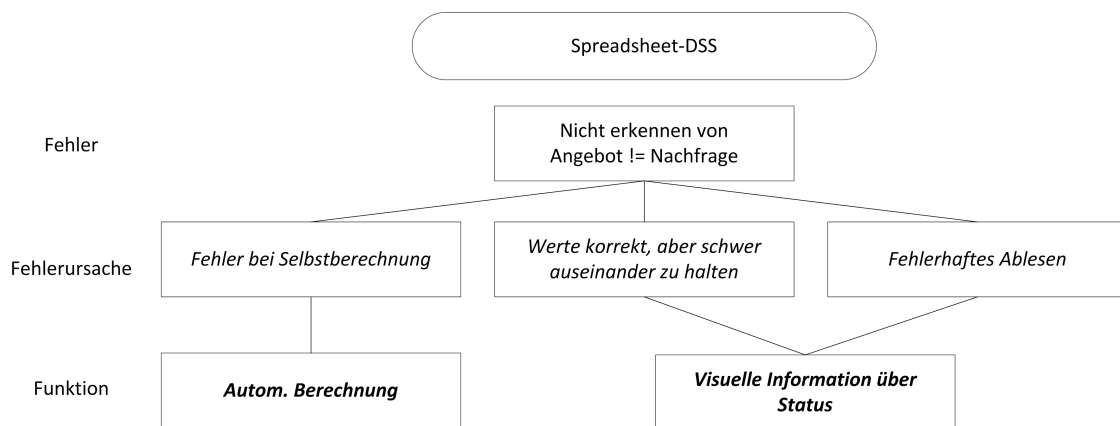 Spreadsheet-DSS
Fehler
Nicht erkennen von
Angebot != Nachfrage
Fehlerursache
Fehler bei Selbstberechnung
Werte korrekt, aber schwer
auseinander zu halten
Fehlerhaftes Ablesen
Funktion
Autom. Berechnung
Visuelle Information über
Status